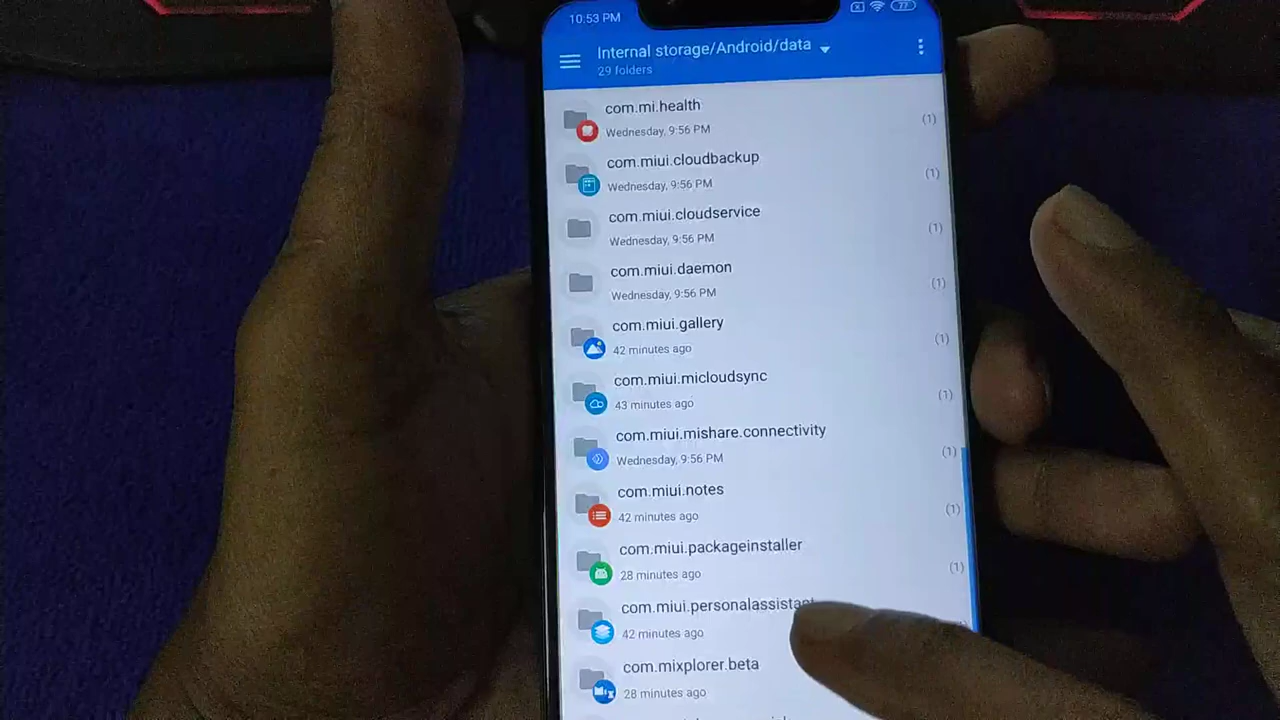 10:53 PM
77
Internal storage/Android/data
29 folders
com.mi.health
Wednesday, 9:56 PM
(1)
com.miui.cloudbackup
Wednesday, 9:56 PM
(1)
com.miui.cloudservice
Wednesday, 9:56 PM
(1)
com.miui.daemon
Wednesday, 9:56 PM
(1)
com.miui.gallery
42 minutes ago
(1)
com.miui.micloudsync
43 minutes ago
(1)
com.miui.mishare.connectivity
Wednesday, 9:56 PM
(1)
com.miui.notes
42 minutes ago
(1)
com.miui.packageinstaller
28 minutes ago
(1)
com.miui.personalassistant
42 minutes ago
com.mixplorer.beta
28 minutes ago